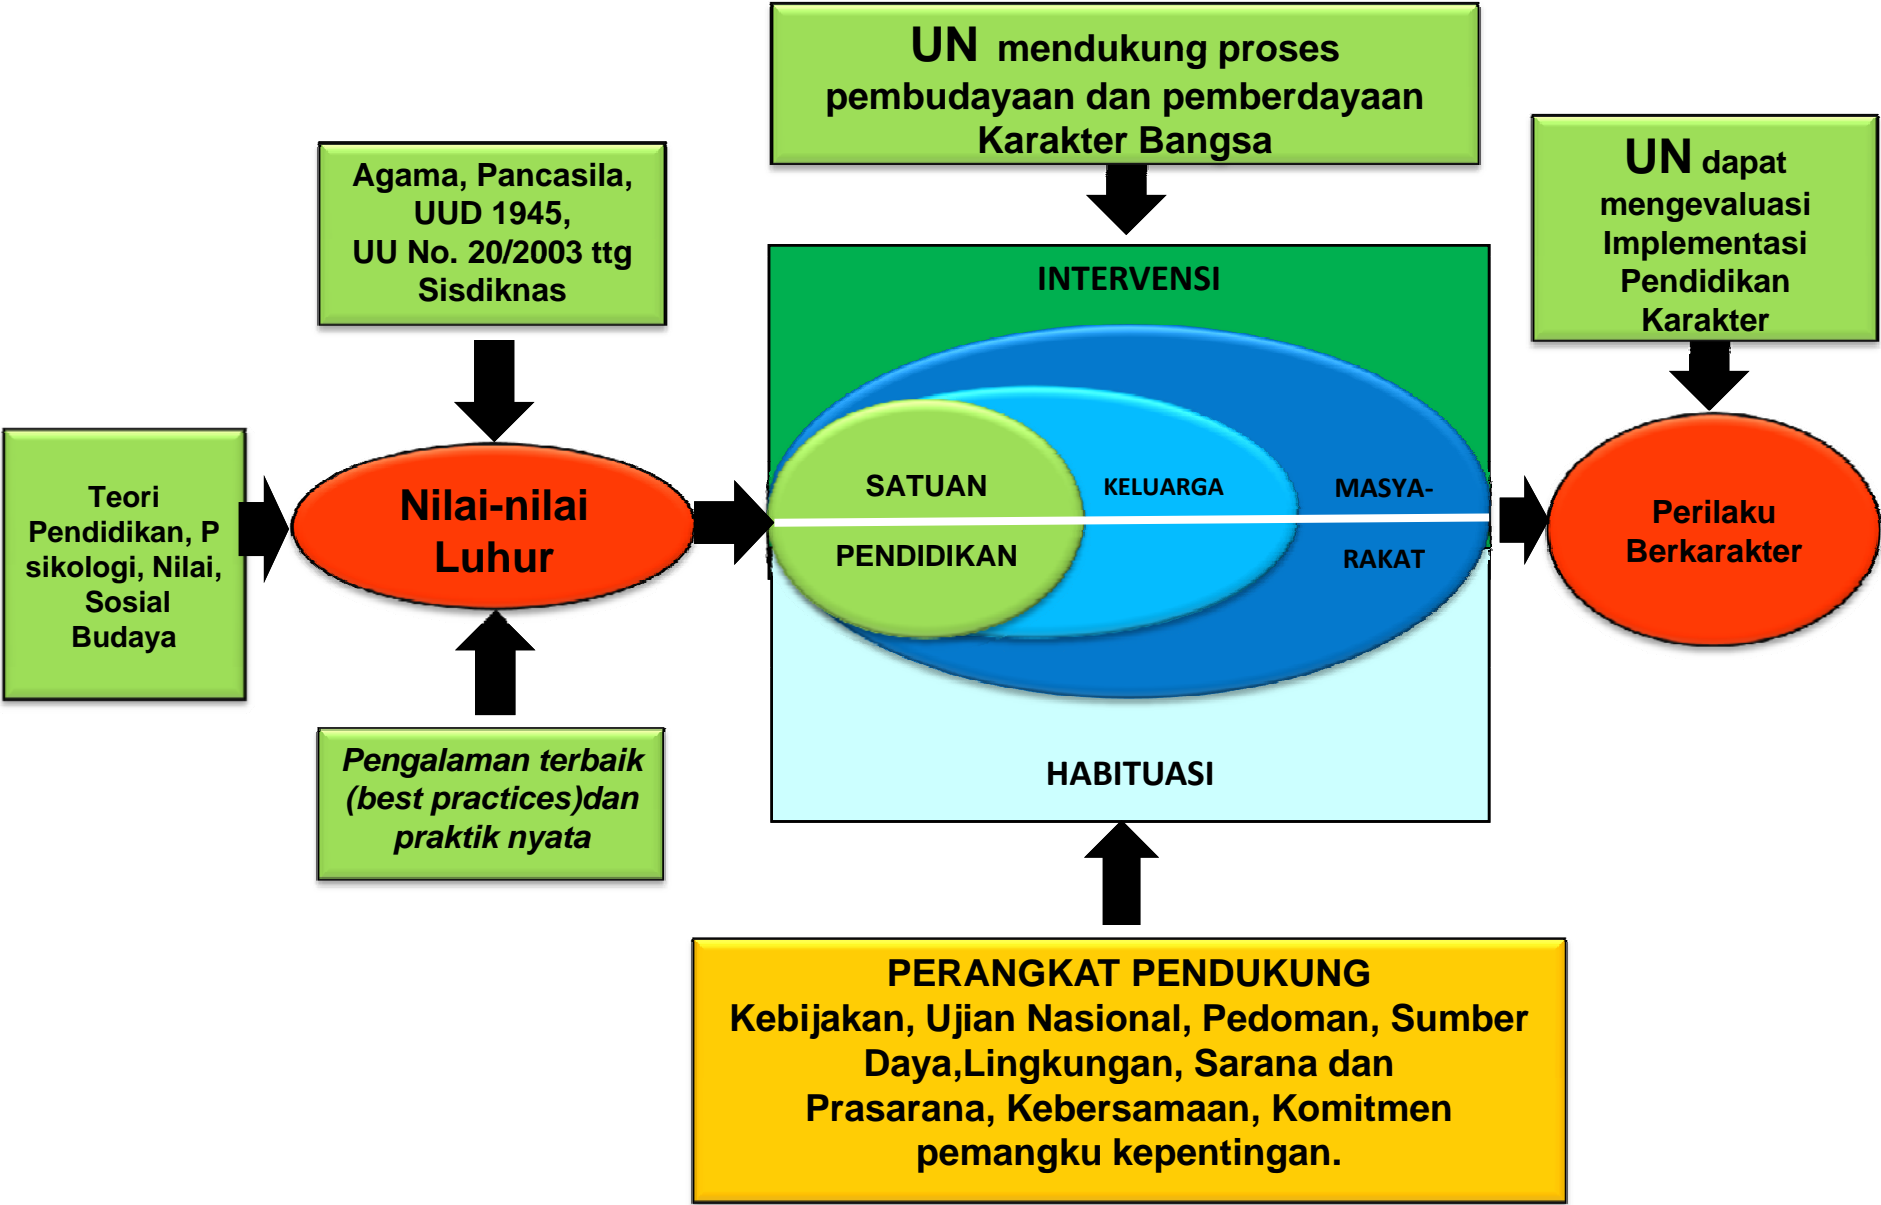 UN mendukung proses
pembudayaan dan pemberdayaan
Karakter Bangsa
UN dapat
mengevaluasi
Implementasi
Pendidikan
Karakter
Agama, Pancasila,
UUD 1945,
UU No. 20/2003 ttg
Sisdiknas
INTERVENSI
Teori
Pendidikan, P
sikologi, Nilai,
Sosial
Budaya
Nilai-nilai
Luhur
SATUAN
PENDIDIKAN
KELUARGA
MASYA-
RAKAT
Perilaku
Berkarakter
Pengalaman terbaik
(best practices)dan
praktik nyata
HABITUASI
PERANGKAT PENDUKUNG
Kebijakan, Ujian Nasional, Pedoman, Sumber
Daya,Lingkungan, Sarana dan
Prasarana, Kebersamaan, Komitmen
pemangku kepentingan.